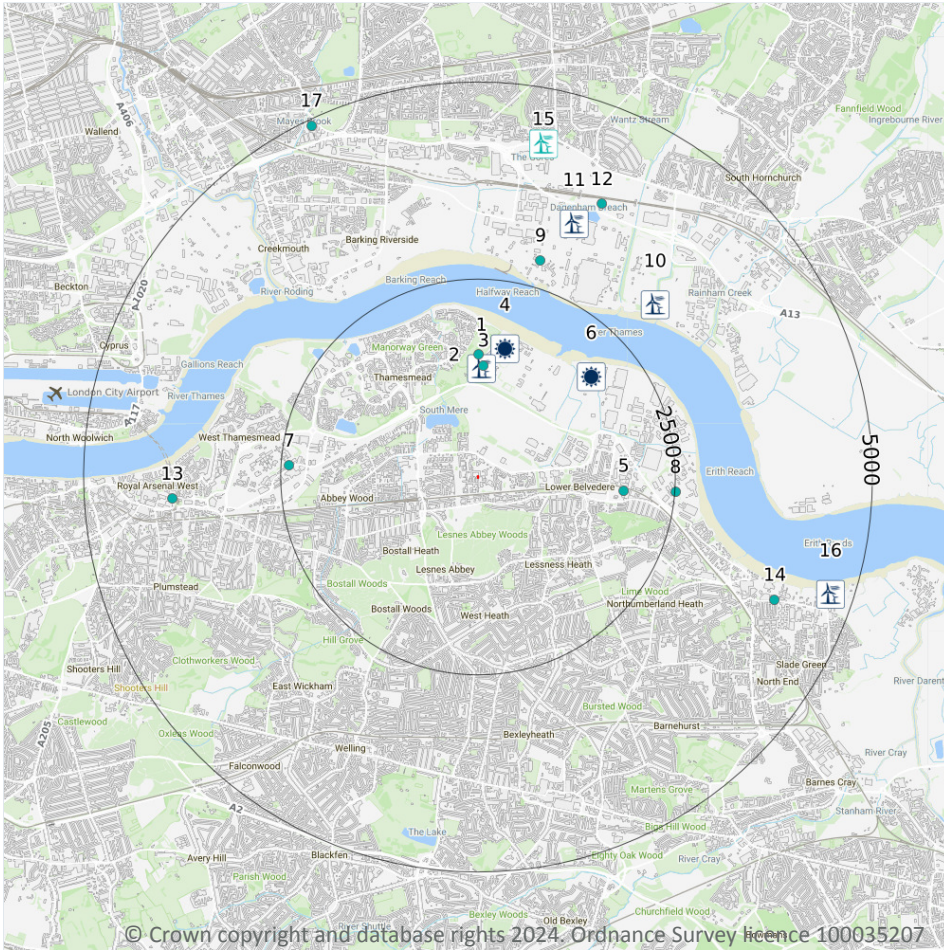 Fannfield Wood
Ingrebourne River
17
Mayes Brook
A406
Wallend
15
Wantz Stream
South Hornchurch
11 12
Dagenham Breach
9
Barking Riverside
Creekmouth
10
Beckton
Barking Reach
River Roding
Halfway Reach
Rainham Creek
A1020
4
A13
1
6
River Thames
3
2
Manorway Green
Cyprus
Gallions Reach
Thamesmead
London City Airport
River Thames
South Mere
A117
North Woolwich
West Thamesmead
2500
7
5000
13
5
8
Erith Reach
Royal Arsenal West
Abbey Wood
Lower Belvedere
Lesnes Abbey Woods
Bostall Heath
Erith Rands
16
Lesnes Abbey
Lessness Heath
Plumstead
Bostall Woods
14
Lime Wood
Bostall Woods
West Heath
Northumberland Heath
Hill Grove
Shooters Hill
Clothworkers Wood
Slade Green
East Wickham
North End
Shooters Hill
River Darent
Bursted Wood
Castlewood
Barnehurst
A205
Oxleas Wood
Bexleyheath
Welling
River Cray
Falconwood
Barnes Cray
Martens Grove
A2
Stanham River
The Lake
Bigs Hill Wood
Avery Hill
Blackfen
Eighty Oak Wood
River Cray
Parish Wood
Churchfield Wood
Bexley Woods
Old Bexley
River Shuttle
© Crown copyright and database rights 2024. Ordnance Survey licence 100035207